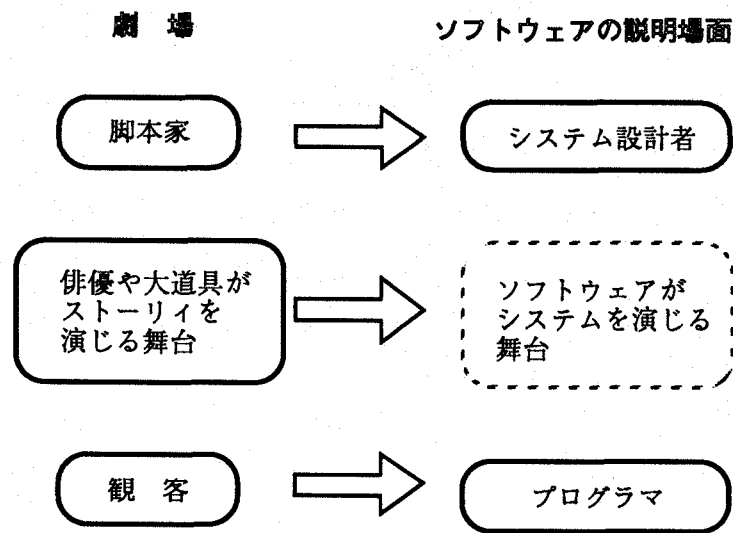 劇 場
ソフトウェアの説明場面
脚本家
システム設計者
俳優や大道具が
ストーリィを
演じる舞台
ソフトウェアが
システムを演じる
舞台
観 客
プログラマ